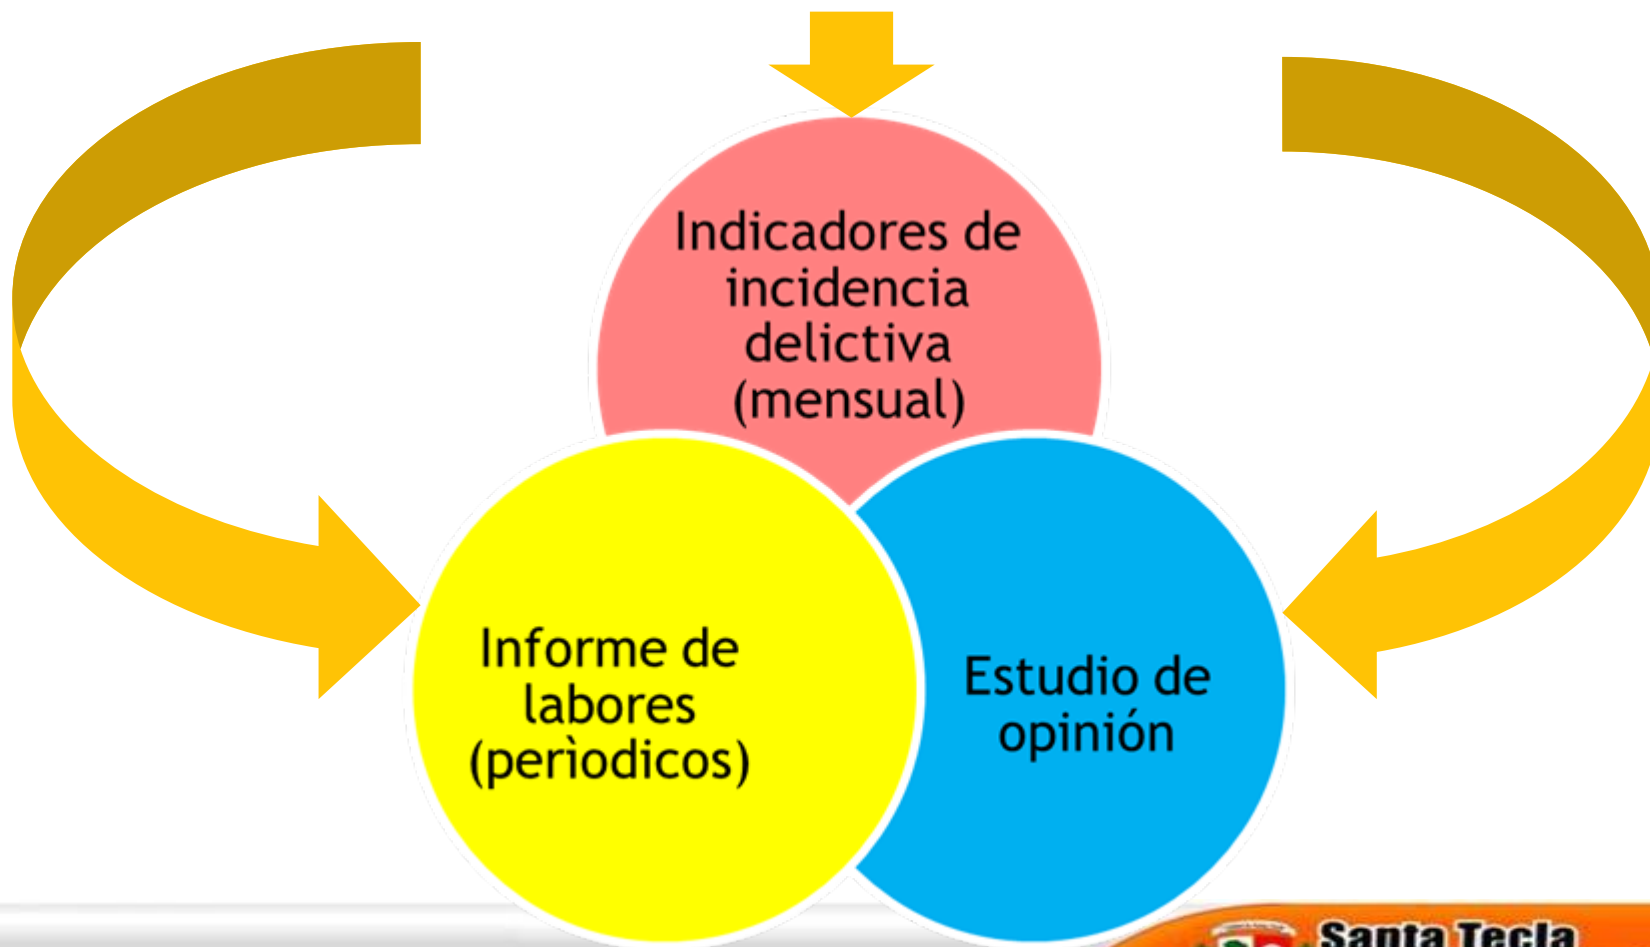 Indicadores de
incidencia
delictiva
(mensual)
Informe de
labores
(perìodicos)
Estudio de
opinión
Santa Tecla